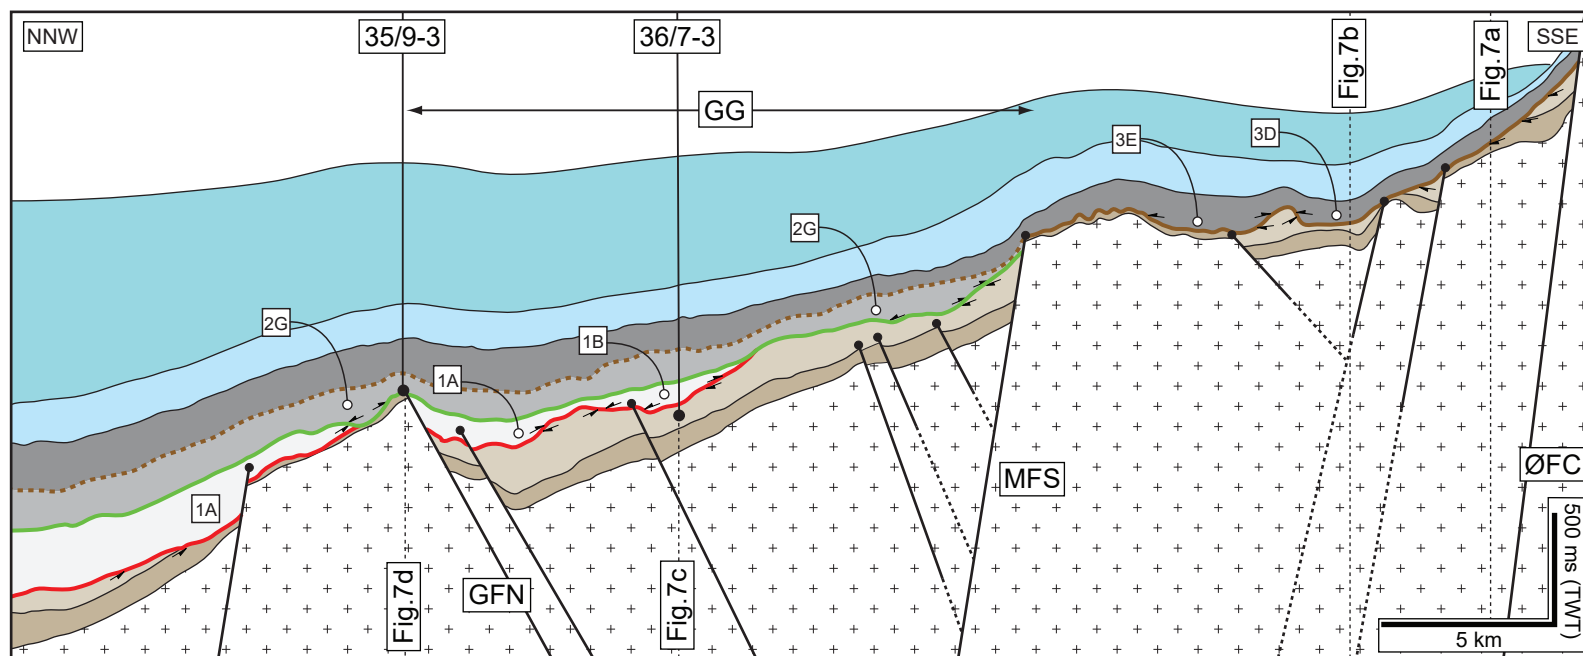 NNW
35/9-3
36/7-3
Fig.7b
Fig.7a
SSE
GG
3E
3D
2G
2G
1B
1A
1A
MFS
ØFC
GFN
Fig.7d
Fig.7c
500 ms (TWT)
5 km